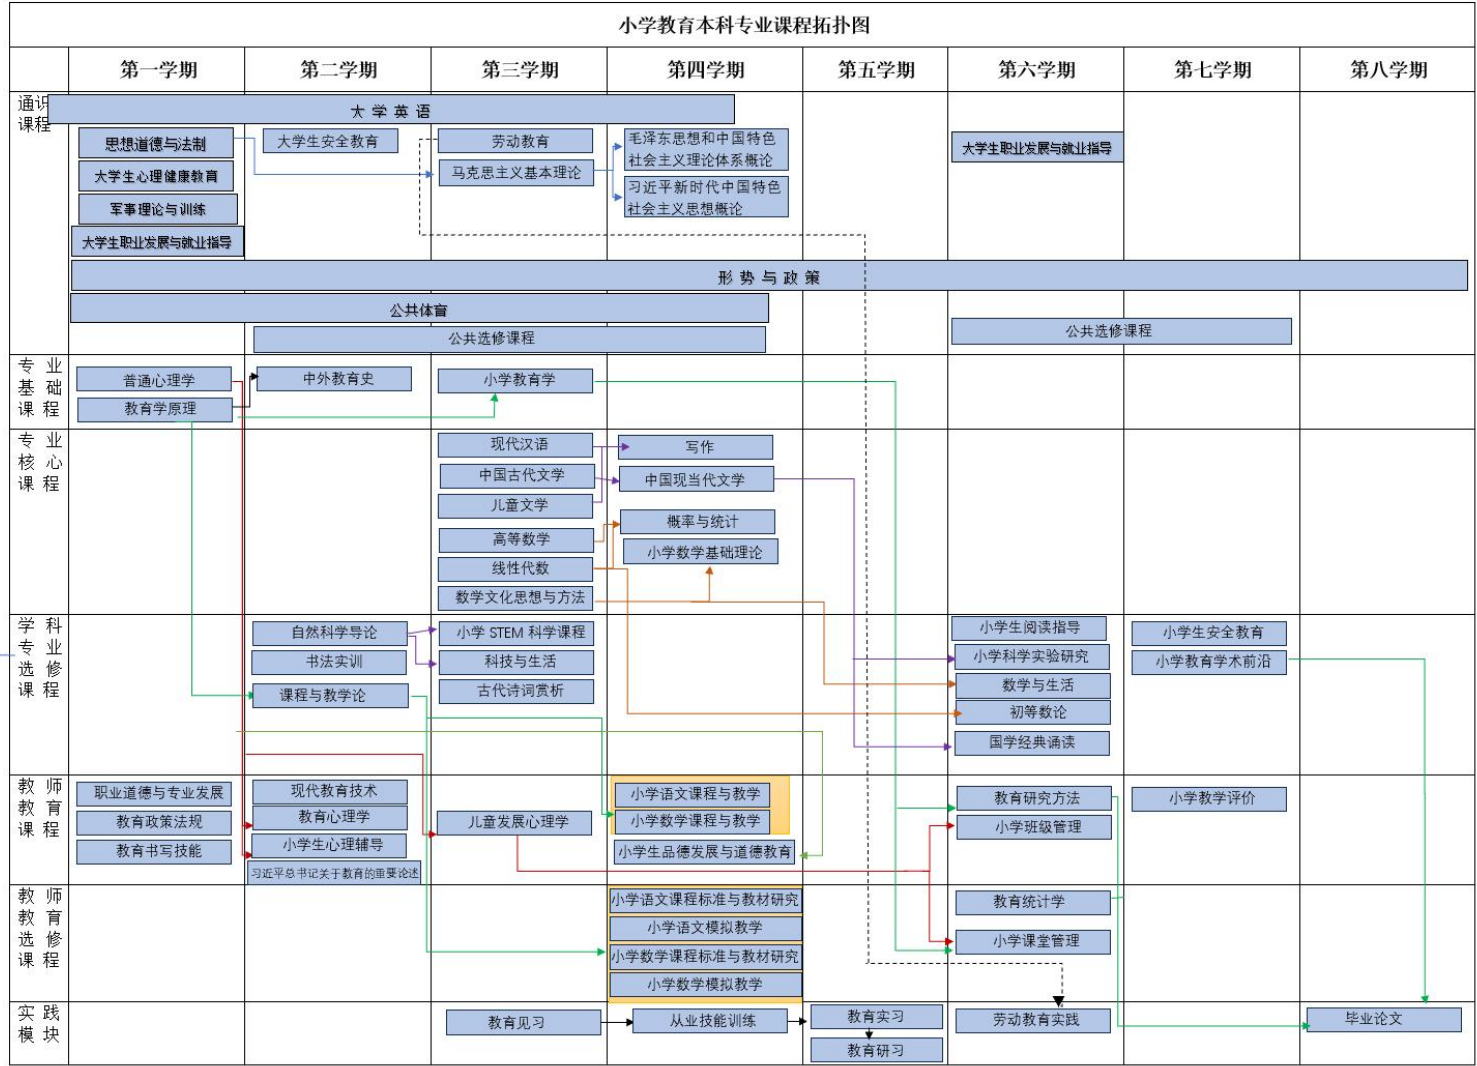 小学教育本科专业课程拓扑图
第一学期
第二学期
第三学期
第四学期
第五学期
第六学期
第七学期
第八学期
通识
课程
大学英语
思想道德与法制
大学生安全教育
劳动教育
毛泽东思想和中国特色
社会主义理论体系概论
大学生职业发展与就业指导
大学生心理健康教育
马克思主义基本理论
习近平新时代中国特色
社会主义思想概论
军事理论与训练
大学生职业发展与就业指导
形势与政策
公共体育
公共选修课程
公共选修课程
专业
基础
课程
普通心理学
中外教育史
小学教育学
教育学原理
专业
核心
课程
现代汉语
写作
中国古代文学
中国现当代文学
儿童文学
概率与统计
高等数学
小学数学基础理论
线性代数
数学文化思想与方法
学科
专业
选修
课程
自然科学导论
小学 STEM 科学课程
小学生阅读指导
小学生安全教育
书法实训
科技与生活
小学科学实验研究
小学教育学术前沿
课程与教学论
古代诗词赏析
数学与生活
初等数论
国学经典诵读
教师
教育
课程
职业道德与专业发展
现代教育技术
小学语文课程与教学
教育研究方法
小学教学评价
教育政策法规
教育心理学
儿童发展心理学
小学数学课程与教学
小学班级管理
教育书写技能
小学生心理辅导
小学生品德发展与道德教育
习近平总书记关于教育的重要论述
教师
教育
选修
课程
小学语文课程标准与教材研究
教育统计学
小学语文模拟教学
小学课堂管理
小学数学课程标准与教材研究
小学数学模拟教学
实践
模块
教育见习
从业技能训练
教育实习
劳动教育实践
毕业论文
教育研习